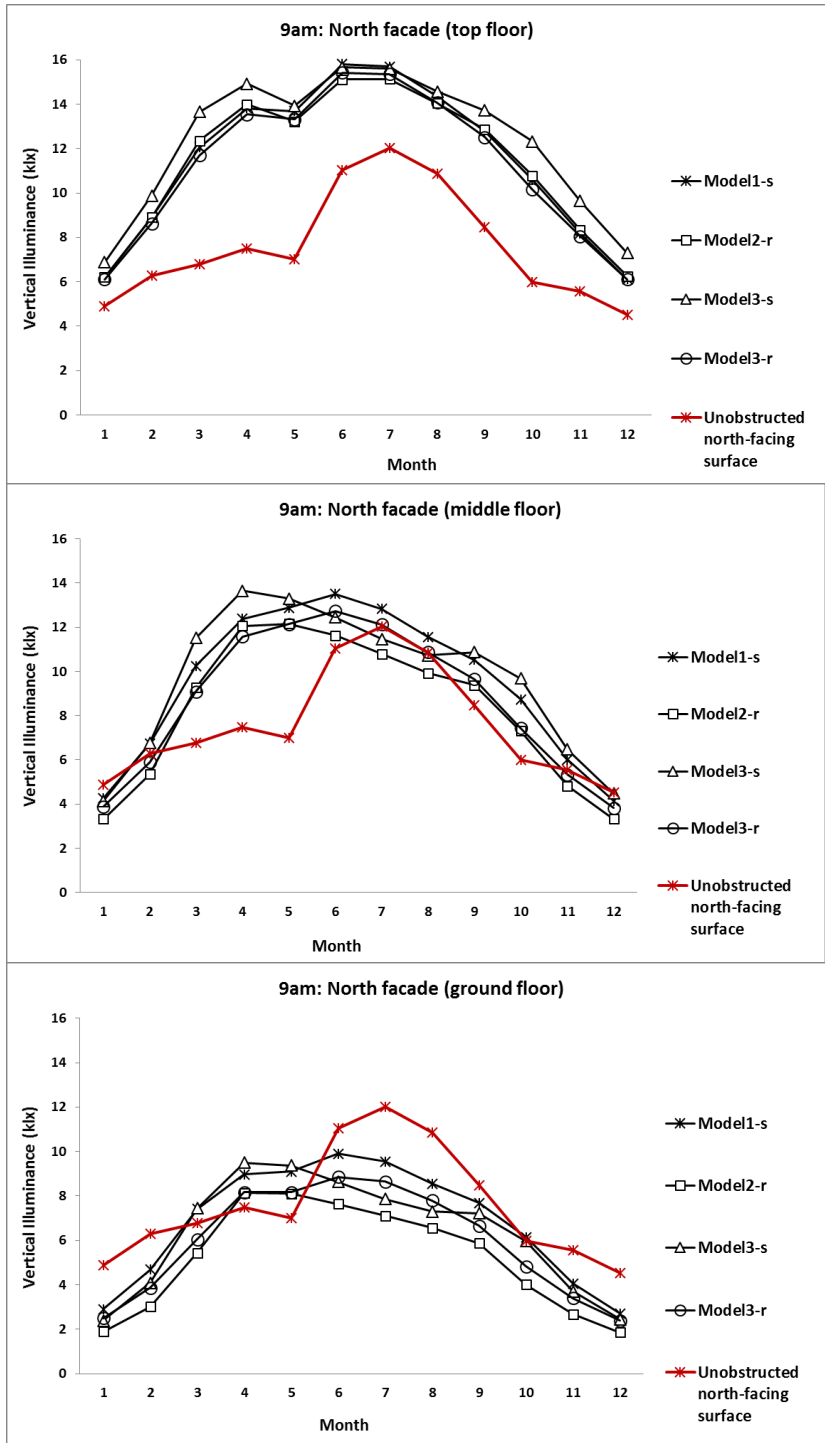 9am: North facade (top floor)
Vertical Illuminance (klx)
16
14
12
10
8
6
4
2
0
1 2 3 4 5 6 7 8 9 10 11 12
Month
Model1-s
Model2-r
Model3-s
Model3-r
Unobstructed
north-facing
surface
9am: North facade (middle floor)
Vertical Illuminance (klx)
16
14
12
10
8
6
4
2
0
1 2 3 4 5 6 7 8 9 10 11 12
Month
Model1-s
Model2-r
Model3-s
Model3-r
Unobstructed
north-facing
surface
9am: North facade (ground floor)
Vertical Illuminance (klx)
16
14
12
10
8
6
4
2
0
1 2 3 4 5 6 7 8 9 10 11 12
Month
Model1-s
Model2-r
Model3-s
Model3-r
Unobstructed
north-facing
surface